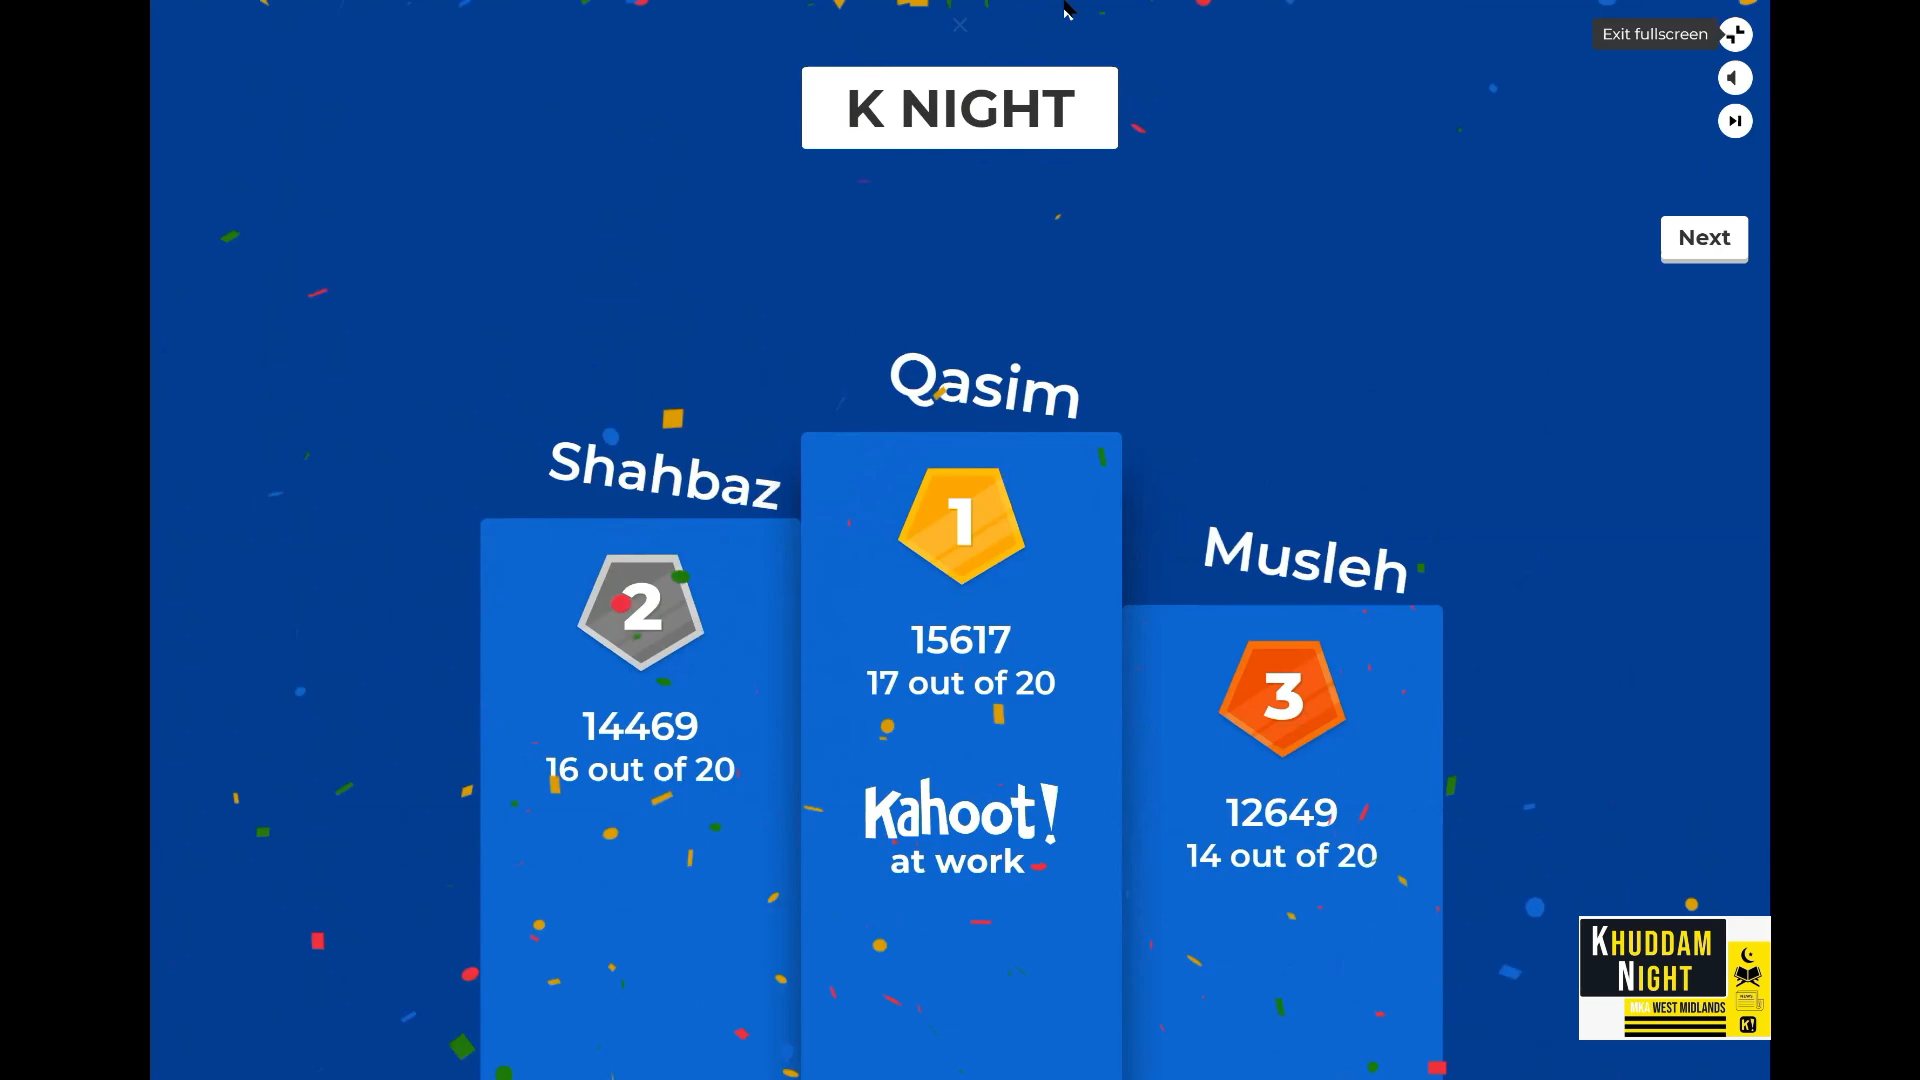 Exit fullscreen
K NIGHT
Next
Qasim
Shahbaz
Musleh
1
2
3
15617
17 out of 20
14469
16 out of 20
12649
14 out of 20
Kahoot!
at work
KHUDDAM
NIGHT
MKA WEST MIDLANDS
NEWS
K!